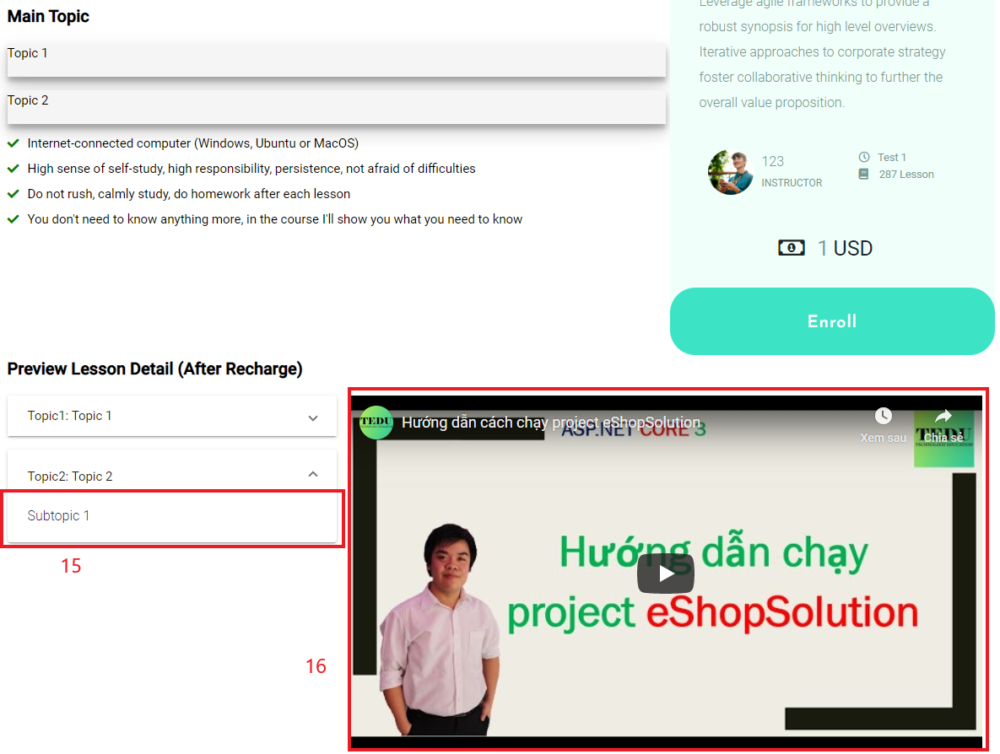 Main Topic
Topic 1
Topic 2
Internet-connected computer (Windows, Ubuntu or MacOS)
High sense of self-study, high responsibility, persistence, not afraid of difficulties
Do not rush, calmly study, do homework after each lesson
You don't need to know anything more, in the course I'll show you what you need to know
Leverage agile frameworks to provide a
robust synopsis for high level overviews.
Iterative approaches to corporate strategy
foster collaborative thinking to further the
overall value proposition.
123
INSTRUCTOR
Test 1
287 Lesson
1 USD
Enroll
Preview Lesson Detail (After Recharge)
Topic1: Topic 1
Topic2: Topic 2
Subtopic 1
15
16
TEDU
Hướng dẫn cách chạy project eShopSolution
ASP.NET CORE 3
Xem sau
Chia sẻ
TEDU
Hướng dẫn chạy
project eShopSolution